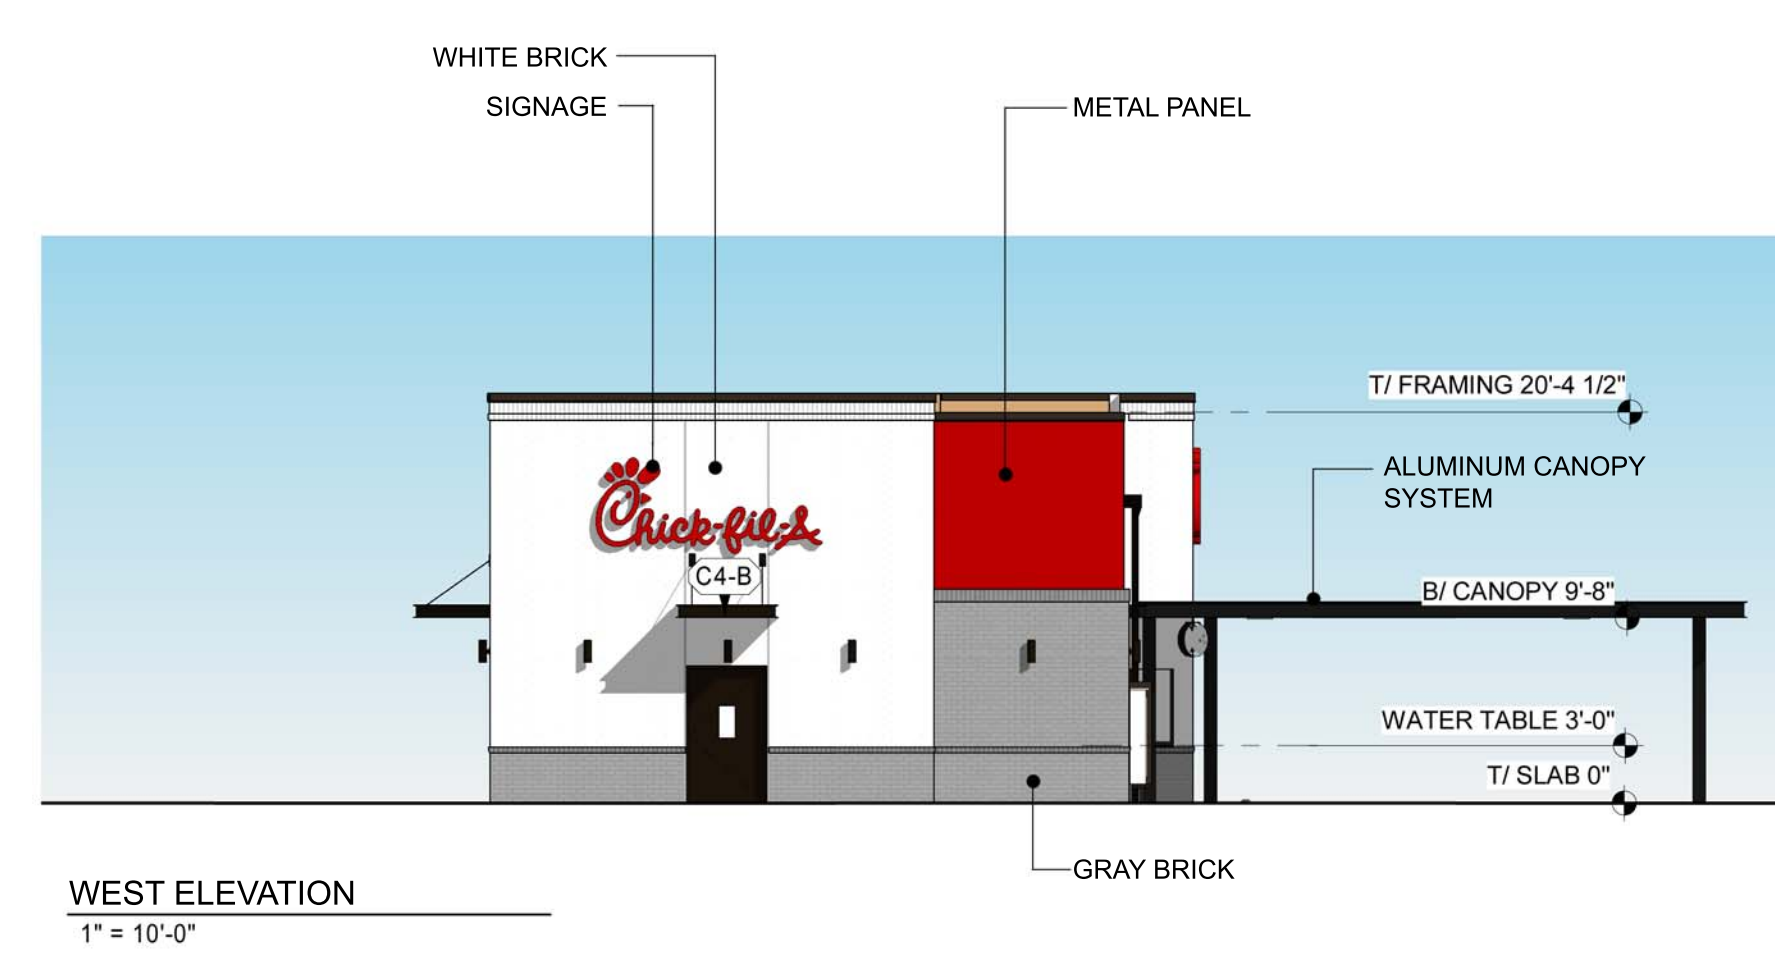 WHITE BRICK
SIGNAGE
METAL PANEL
T/ FRAMING 20'-4 1/2"
ALUMINUM CANOPY
SYSTEM
Chick-fil-A
C4-B
B/ CANOPY 9'-8"
WATER TABLE 3'-0"
T/ SLAB 0"
GRAY BRICK
WEST ELEVATION
1" = 10'-0"